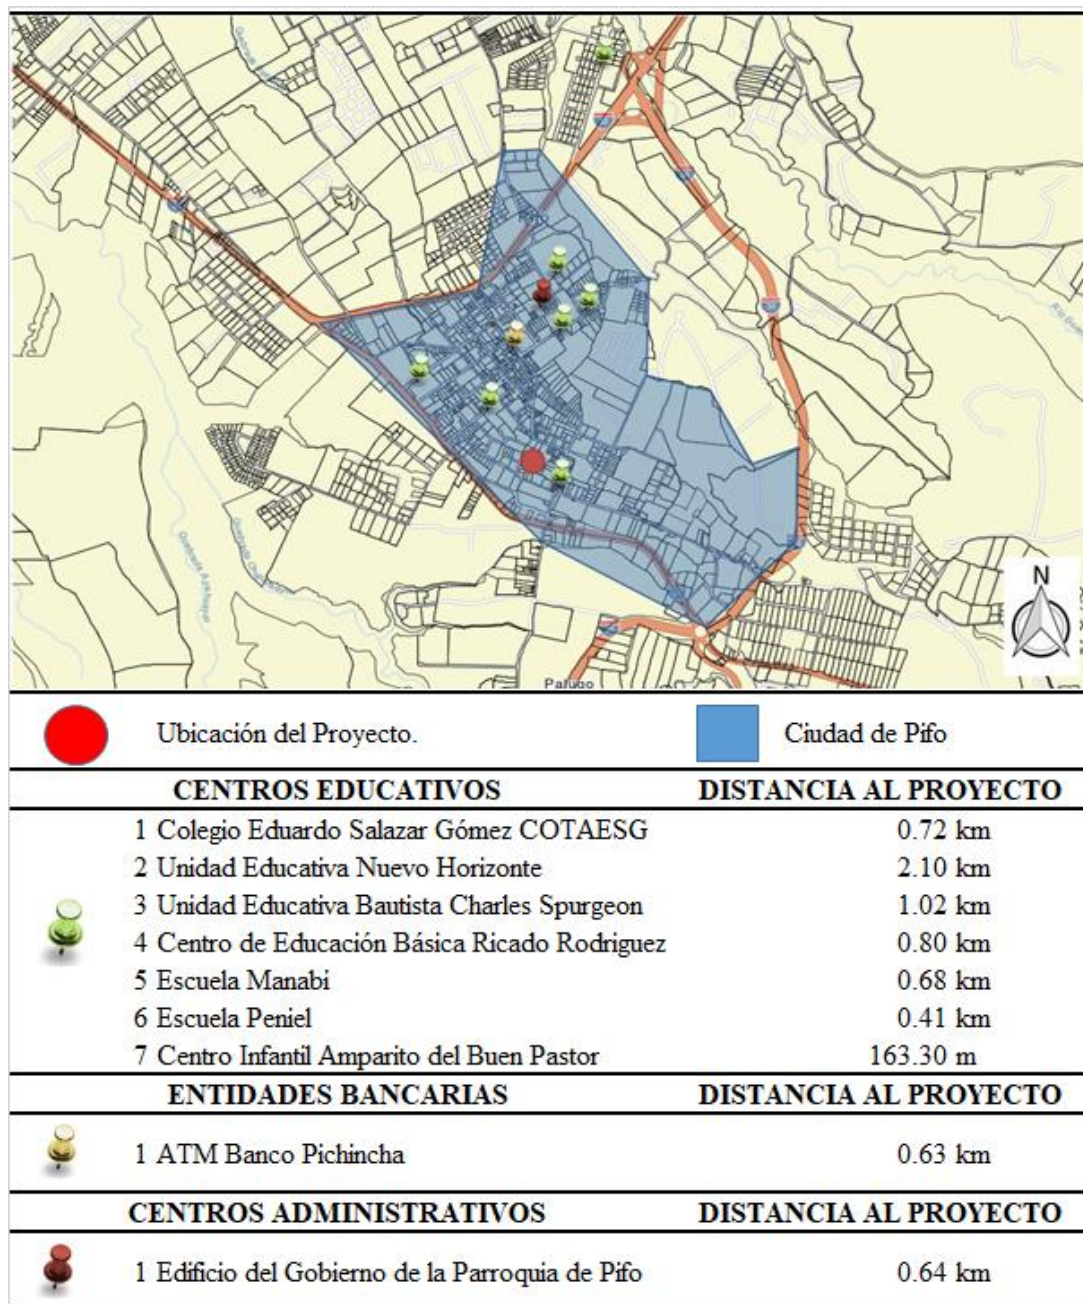 Palugo
N
Ubicación del Proyecto. Ciudad de Pifo
CENTROS EDUCATIVOS DISTANCIA AL PROYECTO
1 Colegio Eduardo Salazar Gómez COTAESG 0.72 km
2 Unidad Educativa Nuevo Horizonte 2.10 km
3 Unidad Educativa Bautista Charles Spurgeon 1.02 km
4 Centro de Educación Básica Ricado Rodriguez 0.80 km
5 Escuela Manabí 0.68 km
6 Escuela Peniel 0.41 km
7 Centro Infantil Amparito del Buen Pastor 163.30 m
ENTIDADES BANCARIAS DISTANCIA AL PROYECTO
1 ATM Banco Pichincha 0.63 km
CENTROS ADMINISTRATIVOS DISTANCIA AL PROYECTO
1 Edificio del Gobierno de la Parroquia de Pifo 0.64 km